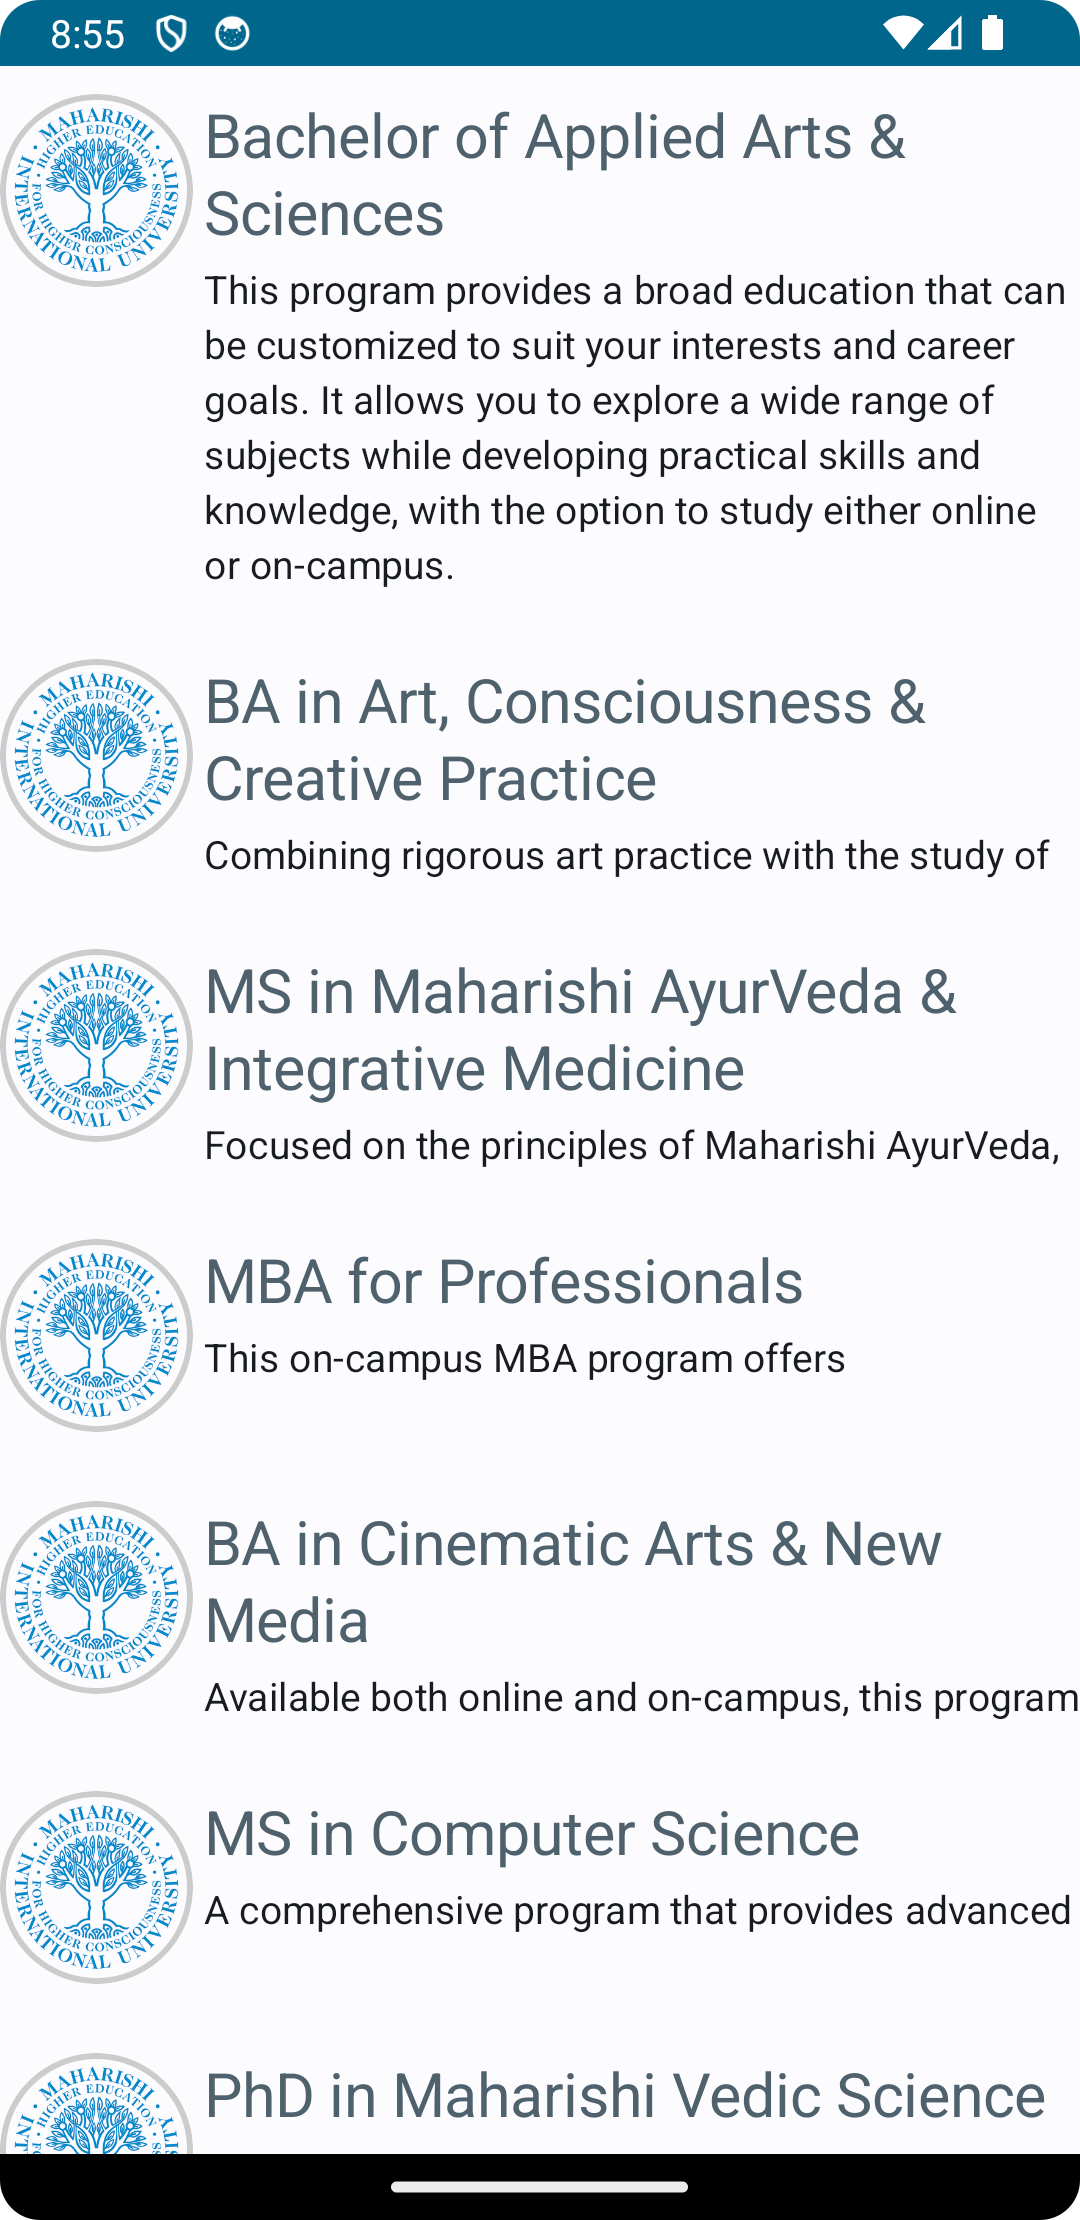 8:55
MAHARISHI INTERNATIONAL UNIVERSITY
HIGHER EDUCATION FOR HIGHER CONSCIOUSNESS
Bachelor of Applied Arts &
Sciences
This program provides a broad education that can
be customized to suit your interests and career
goals. It allows you to explore a wide range of
subjects while developing practical skills and
knowledge, with the option to study either online
or on-campus.
MAHARISHI INTERNATIONAL UNIVERSITY
HIGHER EDUCATION FOR HIGHER CONSCIOUSNESS
BA in Art, Consciousness &
Creative Practice
Combining rigorous art practice with the study of
MAHARISHI INTERNATIONAL UNIVERSITY
HIGHER EDUCATION FOR HIGHER CONSCIOUSNESS
MS in Maharishi AyurVeda &
Integrative Medicine
Focused on the principles of Maharishi AyurVeda,
MAHARISHI INTERNATIONAL UNIVERSITY
HIGHER EDUCATION FOR HIGHER CONSCIOUSNESS
MBA for Professionals
This on-campus MBA program offers
MAHARISHI INTERNATIONAL UNIVERSITY
HIGHER EDUCATION FOR HIGHER CONSCIOUSNESS
BA in Cinematic Arts & New
Media
Available both online and on-campus, this program
MAHARISHI INTERNATIONAL UNIVERSITY
HIGHER EDUCATION FOR HIGHER CONSCIOUSNESS
MS in Computer Science
A comprehensive program that provides advanced
MAHARISHI
HIGHER EDUCATION
PhD in Maharishi Vedic Science